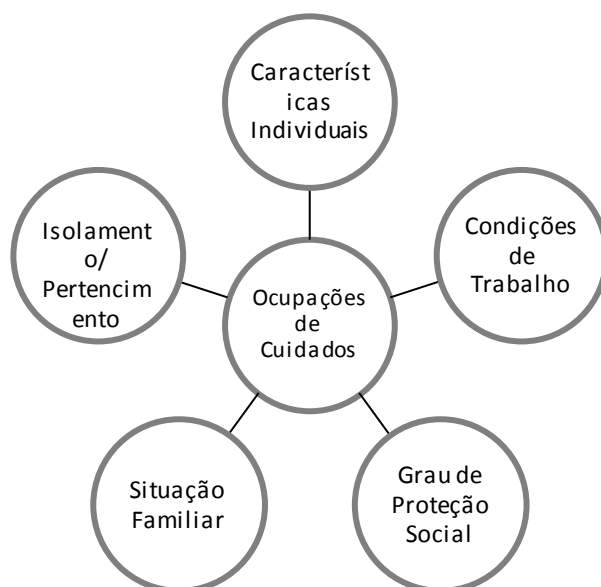 Característ
icas
Individuais
Isolament
o/
Pertencim
ento
Condições
de
Trabalho
Ocupações
de
Cuidados
Situação
Familiar
Grau de
Proteção
Social